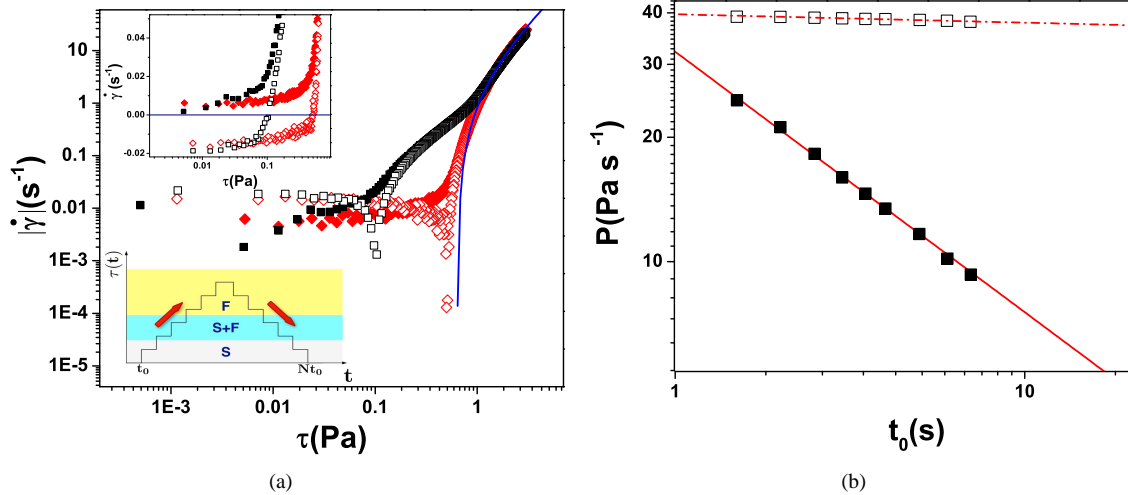 10
1
0.1
0.01
1E-3
1E-4
1E-5
|γ̇|(s⁻¹)
1E-3
0.01
0.1
1
τ(Pa)
0.04
0.02
0.00
-0.02
γ̇ (s⁻¹)
0.01
0.1
τ(Pa)
τ(t)
F
S+F
S
t₀
Nt₀
t
(a)
40
30
20
10
P(Pa s⁻¹)
1
10
t₀(s)
(b)